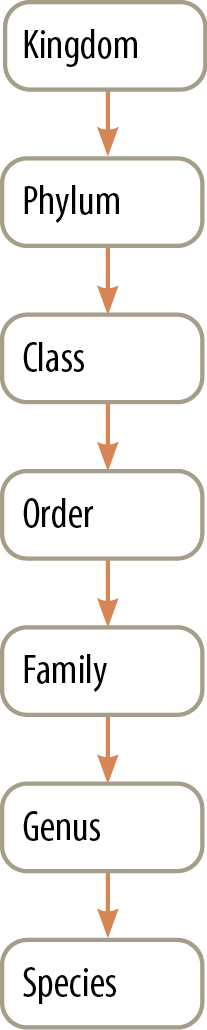 Kingdom
Phylum
Class
Order
Family
Genus
Species